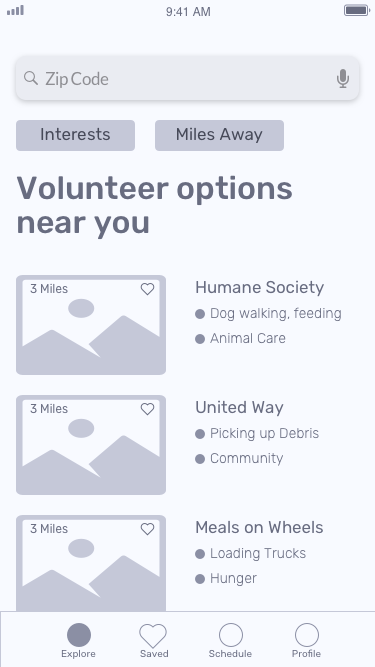 9:41 AM
Zip Code
Interests
Miles Away
Volunteer options
near you
3 Miles
Humane Society
Dog walking, feeding
Animal Care
3 Miles
United Way
Picking up Debris
Community
3 Miles
Meals on Wheels
Loading Trucks
Hunger
Explore
Saved
Schedule
Profile